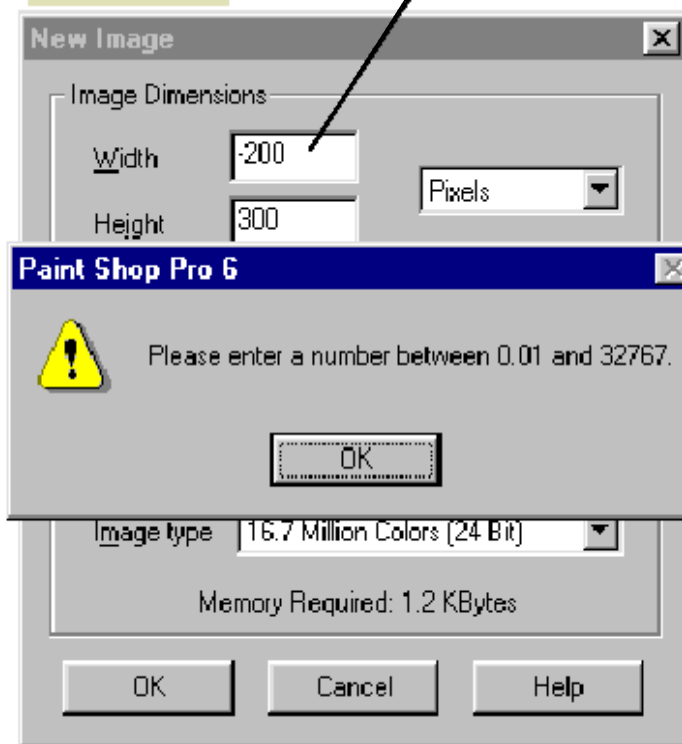 New Image
Image Dimensions
Width -200
Pixels
Height 300
Paint Shop Pro 6
Please enter a number between 0.01 and 32767.
OK
Image type 16.7 Million Colors (24 Bit)
Memory Required: 1.2 KBytes
OK Cancel Help